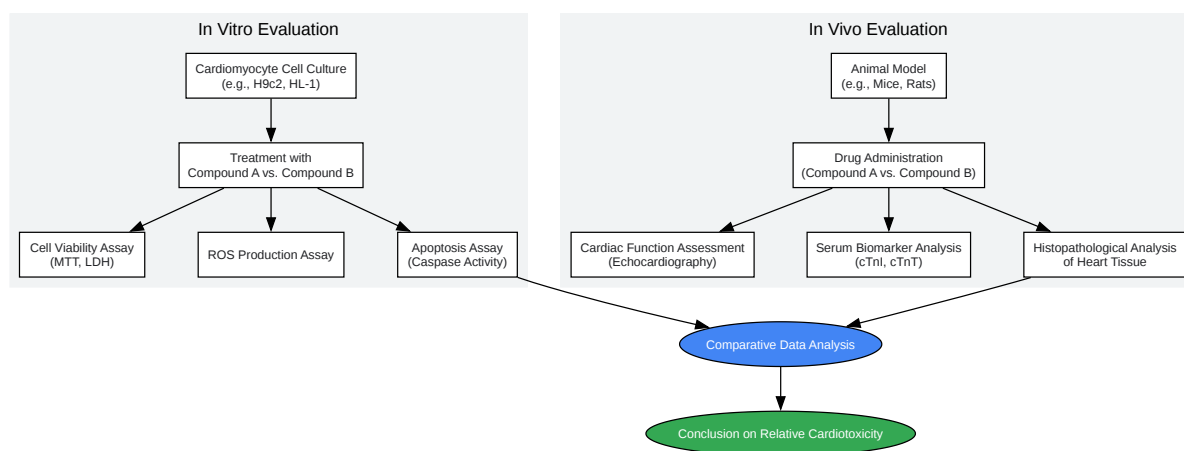 In Vitro Evaluation
Cardiomyocyte Cell Culture
(e.g., H9c2, HL-1)
Treatment with
Compound A vs. Compound B
Cell Viability Assay
(MTT, LDH)
ROS Production Assay
Apoptosis Assay
(Caspase Activity)
In Vivo Evaluation
Animal Model
(e.g., Mice, Rats)
Drug Administration
(Compound A vs. Compound B)
Cardiac Function Assessment
(Echocardiography)
Serum Biomarker Analysis
(cTnI, cTnT)
Histopathological Analysis
of Heart Tissue
Comparative Data Analysis
Conclusion on Relative Cardiotoxicity